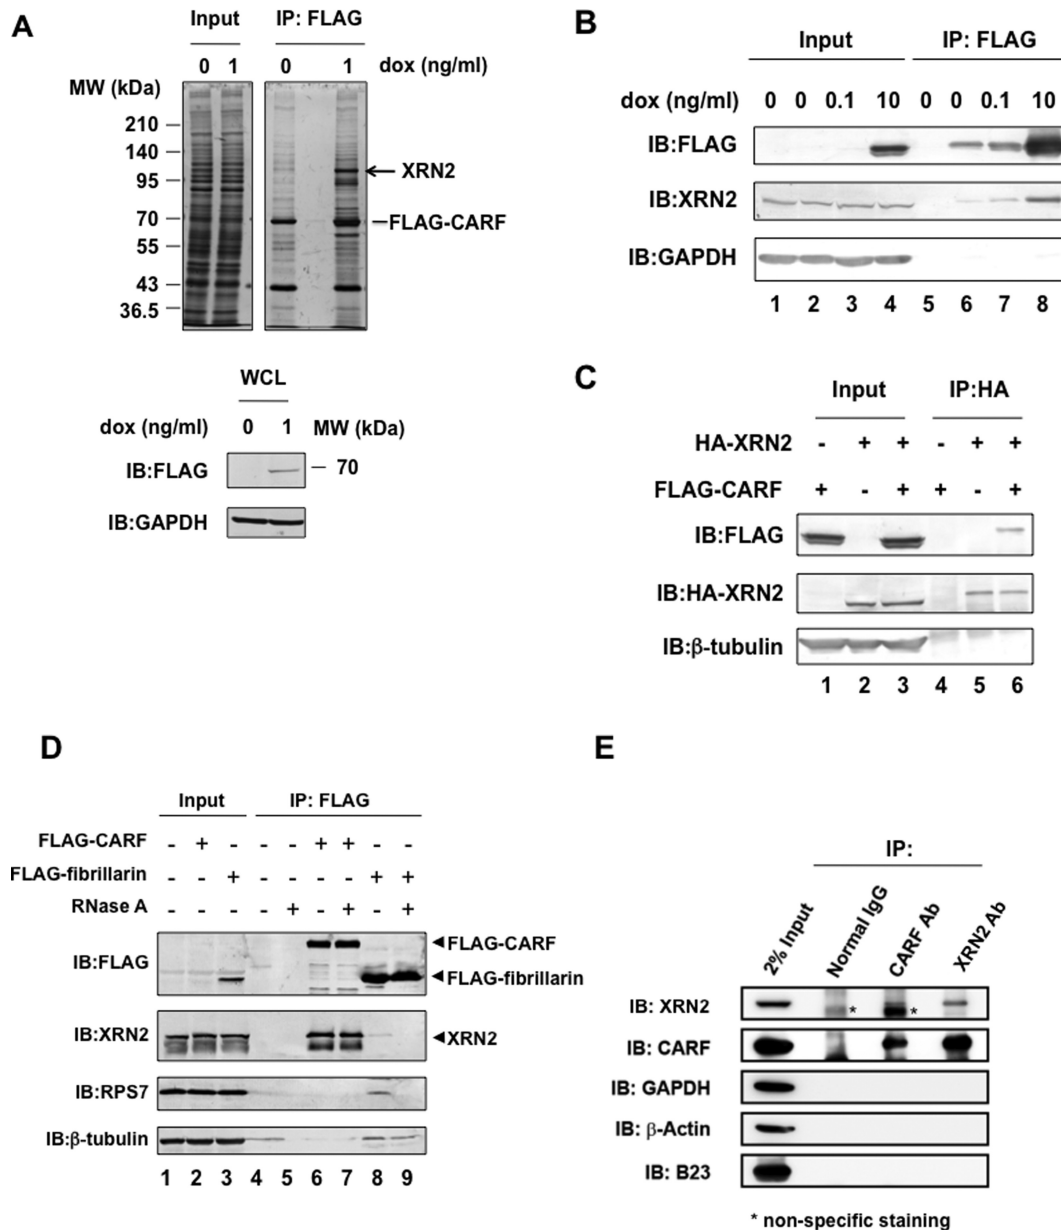 A
Input IP: FLAG
0 1 0 1 dox (ng/ml)
MW (kDa)
210
140
95
70
55
43
36.5
XRN2
FLAG-CARF
WCL
dox (ng/ml) 0 1 MW (kDa)
IB:FLAG 70
IB:GAPDH
B
Input IP: FLAG
dox (ng/ml) 0 0 0.1 10 0 0 0.1 10
IB:FLAG
IB:XRN2
IB:GAPDH
1 2 3 4 5 6 7 8
C
Input IP:HA
HA-XRN2 - + + - + +
FLAG-CARF + - + + - +
IB:FLAG
IB:HA-XRN2
IB:β-tubulin
1 2 3 4 5 6
D
Input IP: FLAG
FLAG-CARF - + - - - + + - -
FLAG-fibrillarin - - + - - - - + +
RNase A - - - - + - + - +
IB:FLAG FLAG-CARF
FLAG-fibrillarin
IB:XRN2 XRN2
IB:RPS7
IB:β-tubulin
1 2 3 4 5 6 7 8 9
E
IP:
2% Input Normal IgG CARF Ab XRN2 Ab
IB: XRN2 * *
IB: CARF
IB: GAPDH
IB: β-Actin
IB: B23
* non-specific staining